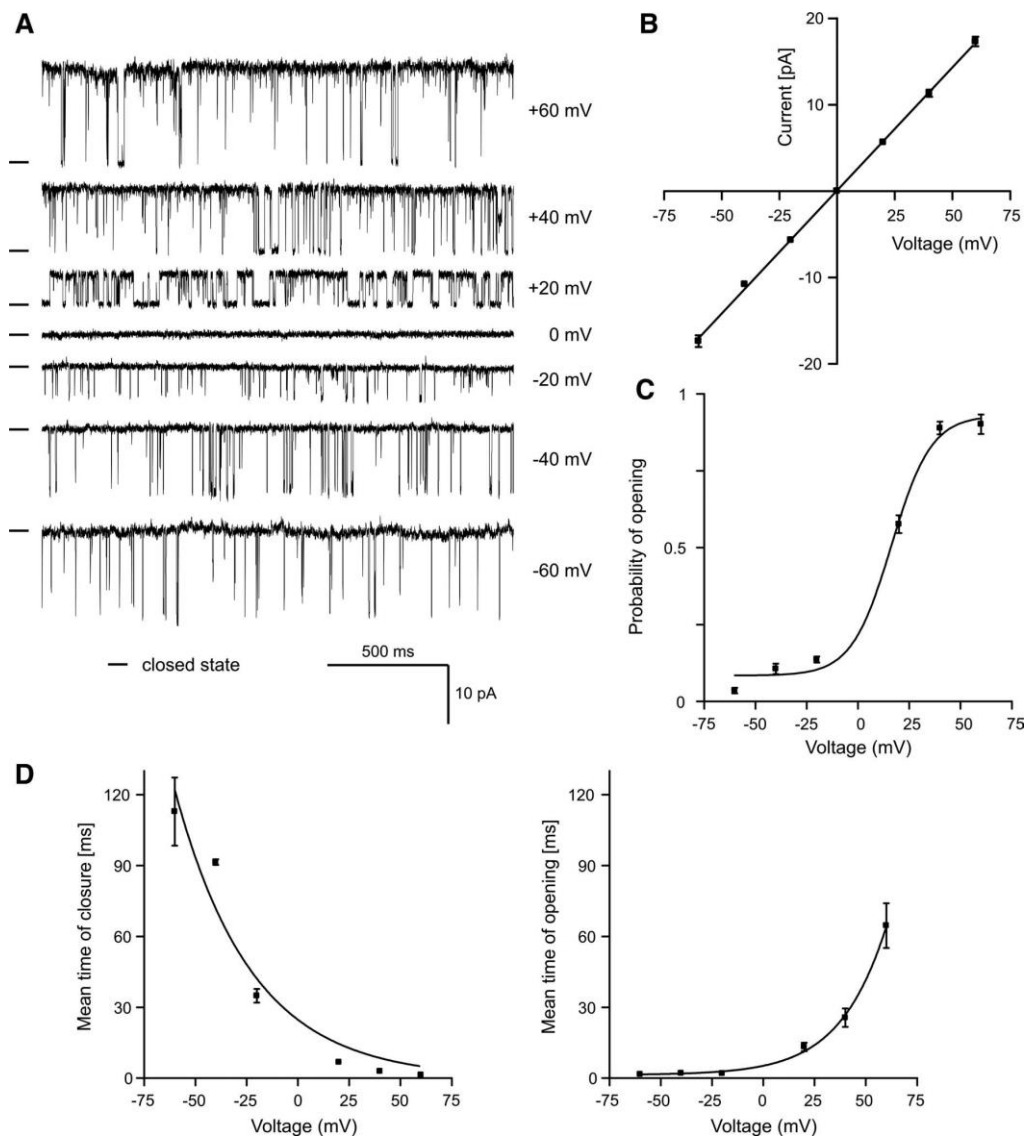 A
+60 mV
+40 mV
+20 mV
0 mV
-20 mV
-40 mV
-60 mV
closed state
500 ms
10 pA
B
Current [pA]
20
10
-75 -50 -25 25 50 75
Voltage (mV)
-10
-20
C
Probability of opening
1
0.5
0
-75 -50 -25 0 25 50 75
Voltage (mV)
D
Mean time of closure [ms]
120
90
60
30
0
-75 -50 -25 0 25 50 75
Voltage (mV)
Mean time of opening [ms]
120
90
60
30
0
-75 -50 -25 0 25 50 75
Voltage (mV)